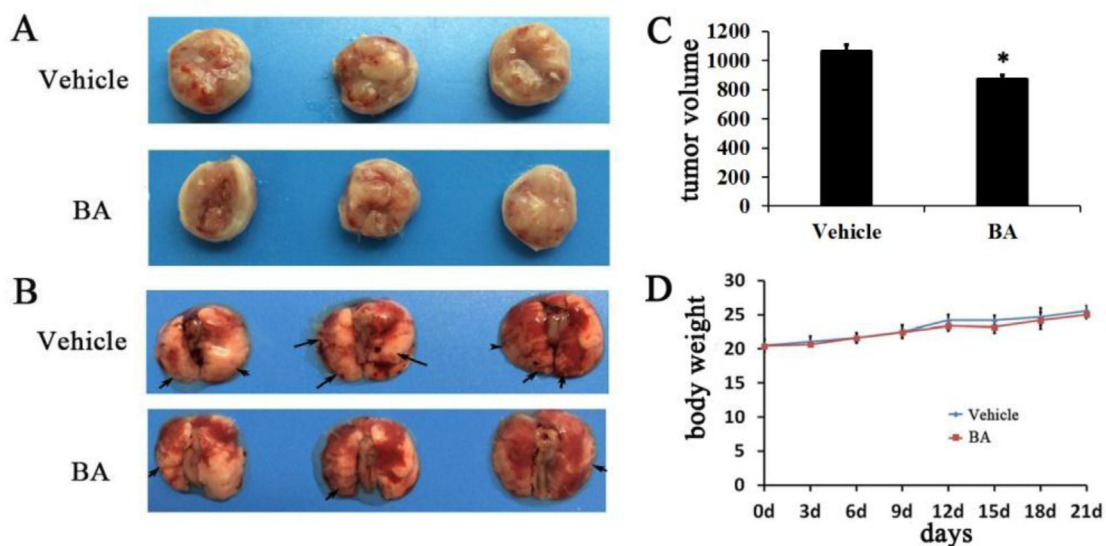 A
Vehicle
BA
B
Vehicle
BA
C
tumor volume
1200
1000
800
600
400
200
0
*
Vehicle
BA
D
body weight
30
25
20
15
10
5
0
Vehicle
BA
0d 3d 6d 9d 12d 15d 18d 21d
days